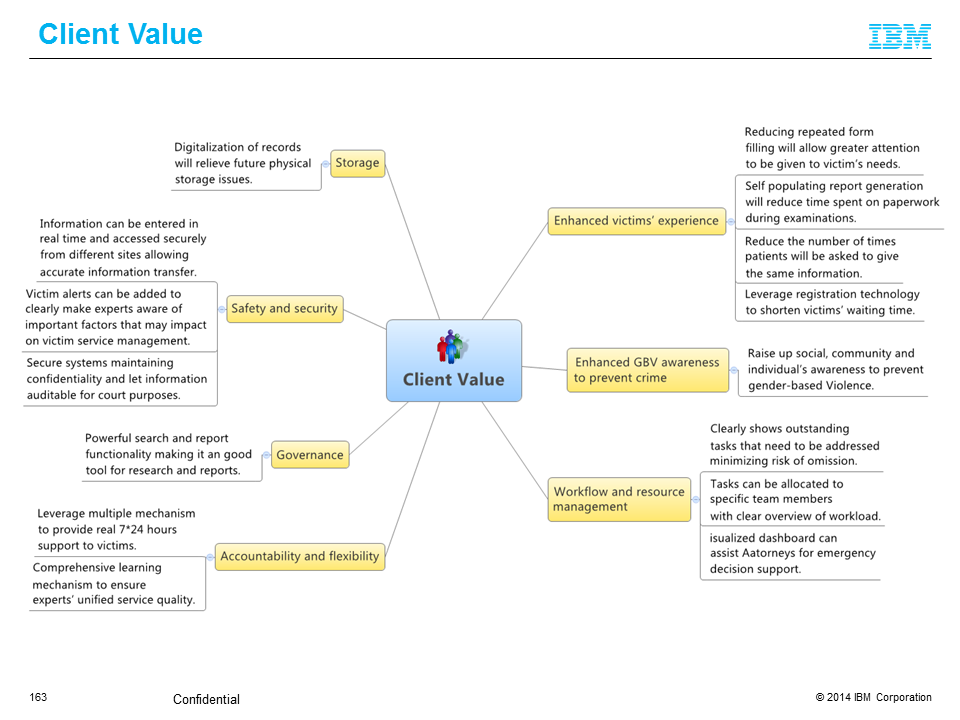 Client Value
IBM
Digitalization of records
will relieve future physical
storage issues.
Storage
Information can be entered in
real time and accessed securely
from different sites allowing
accurate information transfer.
Victim alerts can be added to
clearly make experts aware of
important factors that may impact
on victim service management.
Secure systems maintaining
confidentiality and let information
auditable for court purposes.
Safety and security
Powerful search and report
functionality making it an good
tool for research and reports.
Governance
Leverage multiple mechanism
to provide real 7*24 hours
support to victims.
Comprehensive learning
mechanism to ensure
experts’ unified service quality.
Accountability and flexibility
Client Value
Enhanced victims’ experience
Reducing repeated form
filling will allow greater attention
to be given to victim’s needs.
Self populating report generation
will reduce time spent on paperwork
during examinations.
Reduce the number of times
patients will be asked to give
the same information.
Leverage registration technology
to shorten victims’ waiting time.
Enhanced GBV awareness
to prevent crime
Raise up social, community and
individual’s awareness to prevent
gender-based Violence.
Workflow and resource
management
Clearly shows outstanding
tasks that need to be addressed
minimizing risk of omission.
Tasks can be allocated to
specific team members
with clear overview of workload.
isualized dashboard can
assist Aatorneys for emergency
decision support.
163
Confidential
© 2014 IBM Corporation